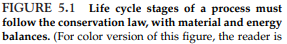 FIGURE 5.1 Life cycle stages of a process must
follow the conservation law, with material and energy
balances. (For color version of this figure, the reader is